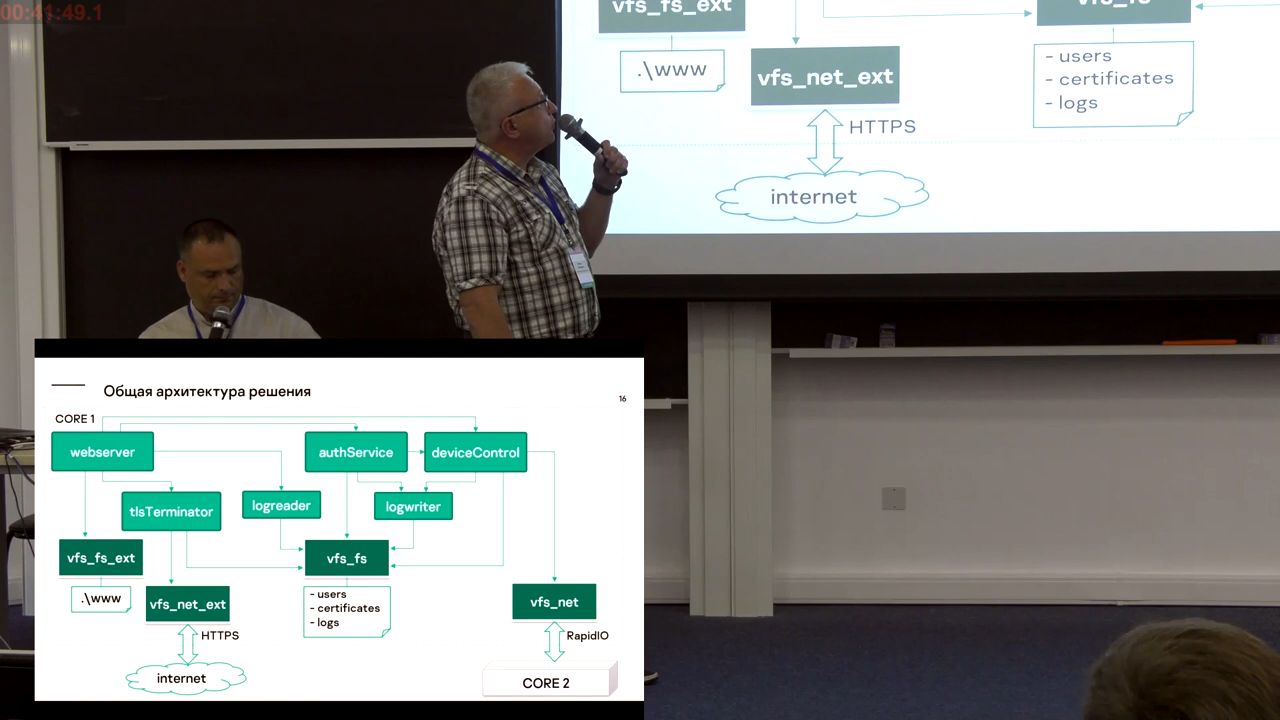 00:41:49.1
vfs_fs_ext
vfs_fs
.\www
vfs_net_ext
- users
- certificates
- logs
HTTPS
internet
Общая архитектура решения
16
CORE 1
webserver
authService
deviceControl
tlsTerminator
logreader
logwriter
vfs_fs_ext
vfs_fs
.\www
vfs_net_ext
- users
- certificates
- logs
vfs_net
HTTPS
RapidIO
internet
CORE 2